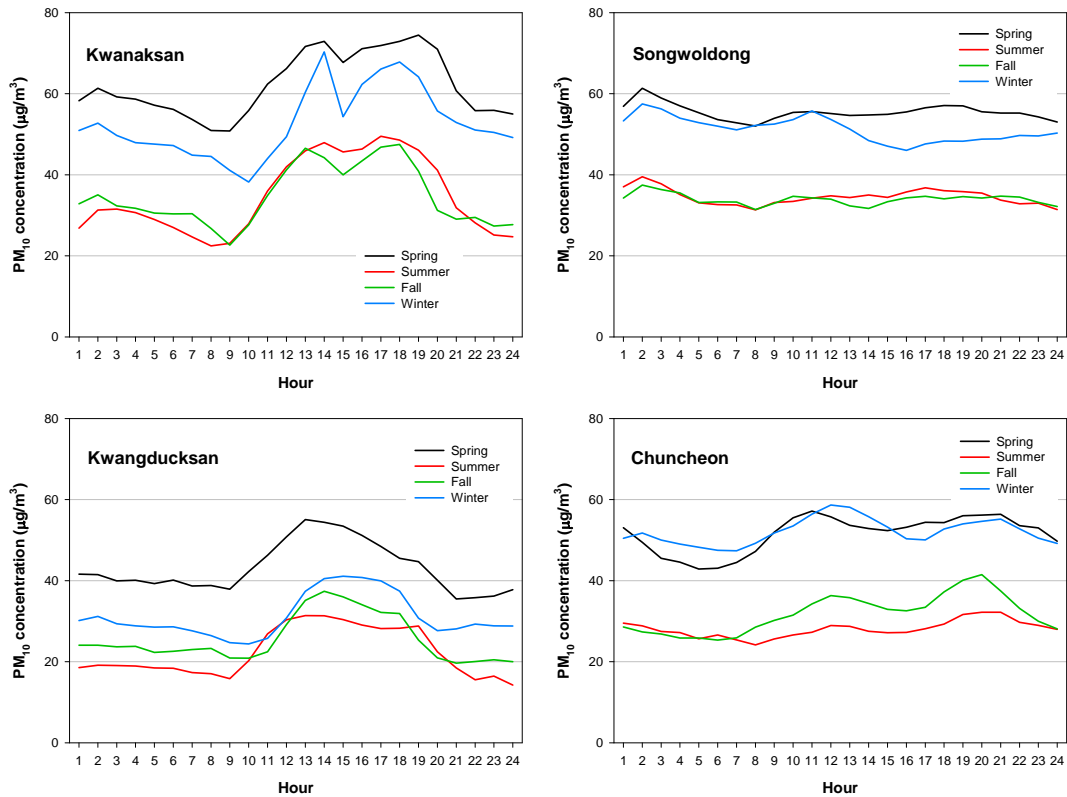 Kwanaksan
PM10 concentration (µg/m3)
80
60
40
20
0
Spring
Summer
Fall
Winter
1 2 3 4 5 6 7 8 9 10 11 12 13 14 15 16 17 18 19 20 21 22 23 24
Hour
Songwoldong
PM10 concentration (µg/m3)
80
60
40
20
0
Spring
Summer
Fall
Winter
1 2 3 4 5 6 7 8 9 10 11 12 13 14 15 16 17 18 19 20 21 22 23 24
Hour
Kwangducksan
PM10 concentration (µg/m3)
80
60
40
20
0
Spring
Summer
Fall
Winter
1 2 3 4 5 6 7 8 9 10 11 12 13 14 15 16 17 18 19 20 21 22 23 24
Hour
Chuncheon
PM10 concentration (µg/m3)
80
60
40
20
0
Spring
Summer
Fall
Winter
1 2 3 4 5 6 7 8 9 10 11 12 13 14 15 16 17 18 19 20 21 22 23 24
Hour